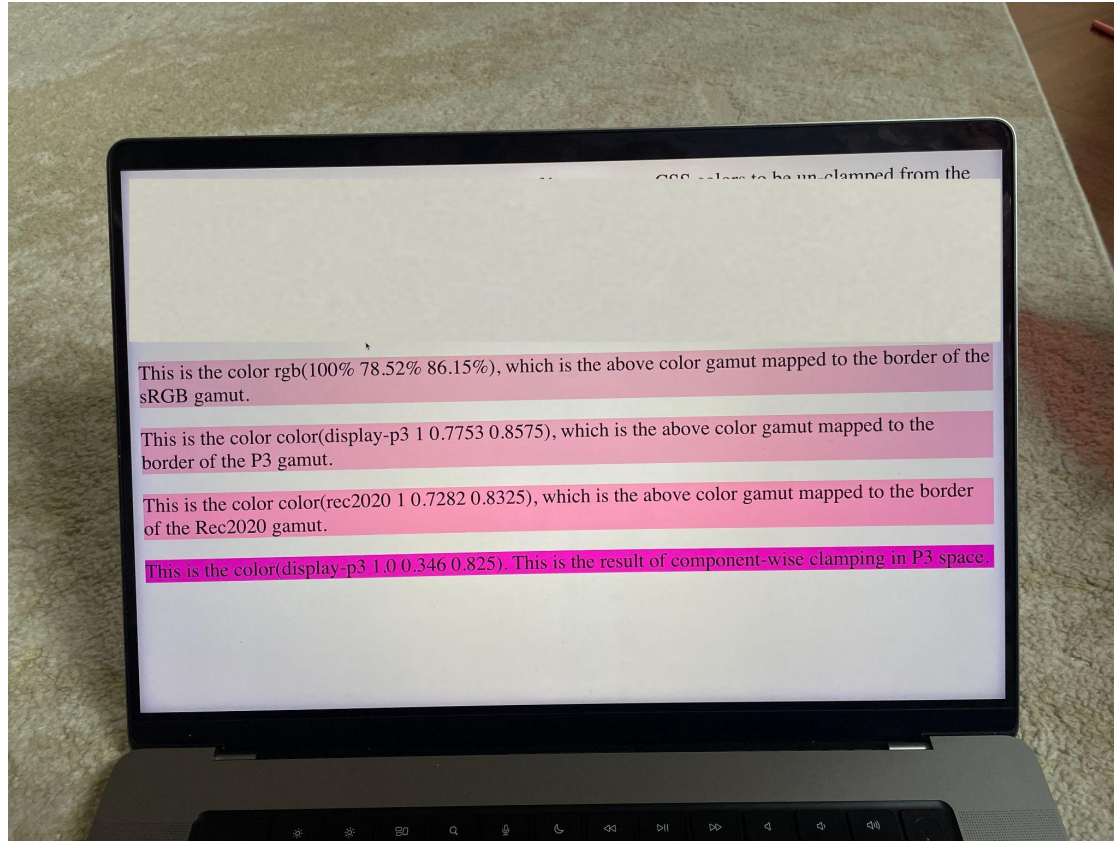 CSS colors to be un-clamped from the
This is the color rgb(100% 78.52% 86.15%), which is the above color gamut mapped to the border of the
sRGB gamut.
This is the color color(display-p3 1 0.7753 0.8575), which is the above color gamut mapped to the
border of the P3 gamut.
This is the color color(rec2020 1 0.7282 0.8325), which is the above color gamut mapped to the border
of the Rec2020 gamut.
This is the color(display-p3 1.0 0.346 0.825). This is the result of component-wise clamping in P3 space.